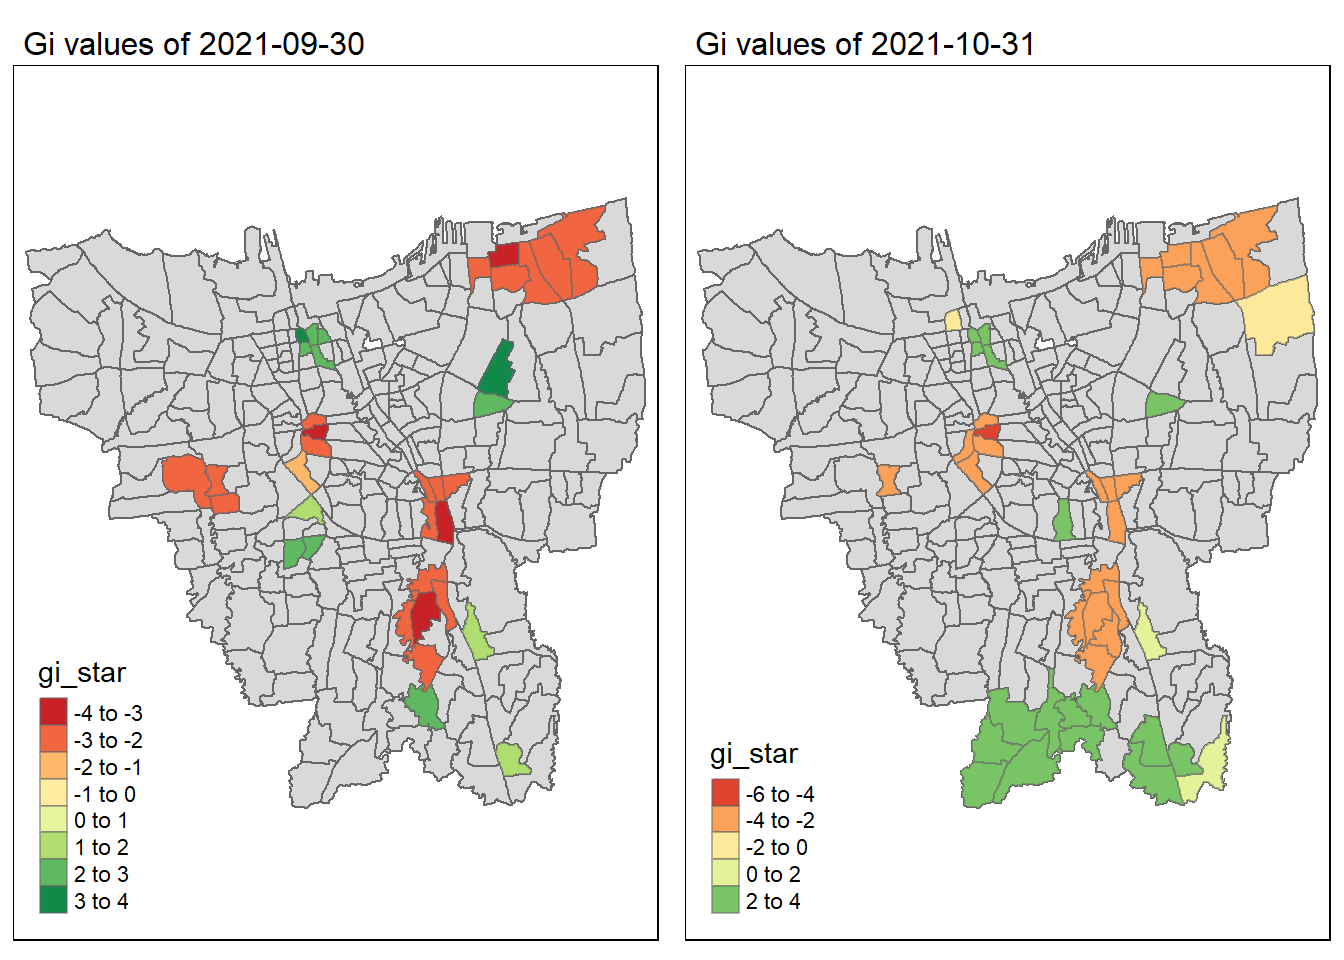 Gi values of 2021-09-30
gi_star
-4 to -3
-3 to -2
-2 to -1
-1 to 0
0 to 1
1 to 2
2 to 3
3 to 4
Gi values of 2021-10-31
gi_star
-6 to -4
-4 to -2
-2 to 0
0 to 2
2 to 4